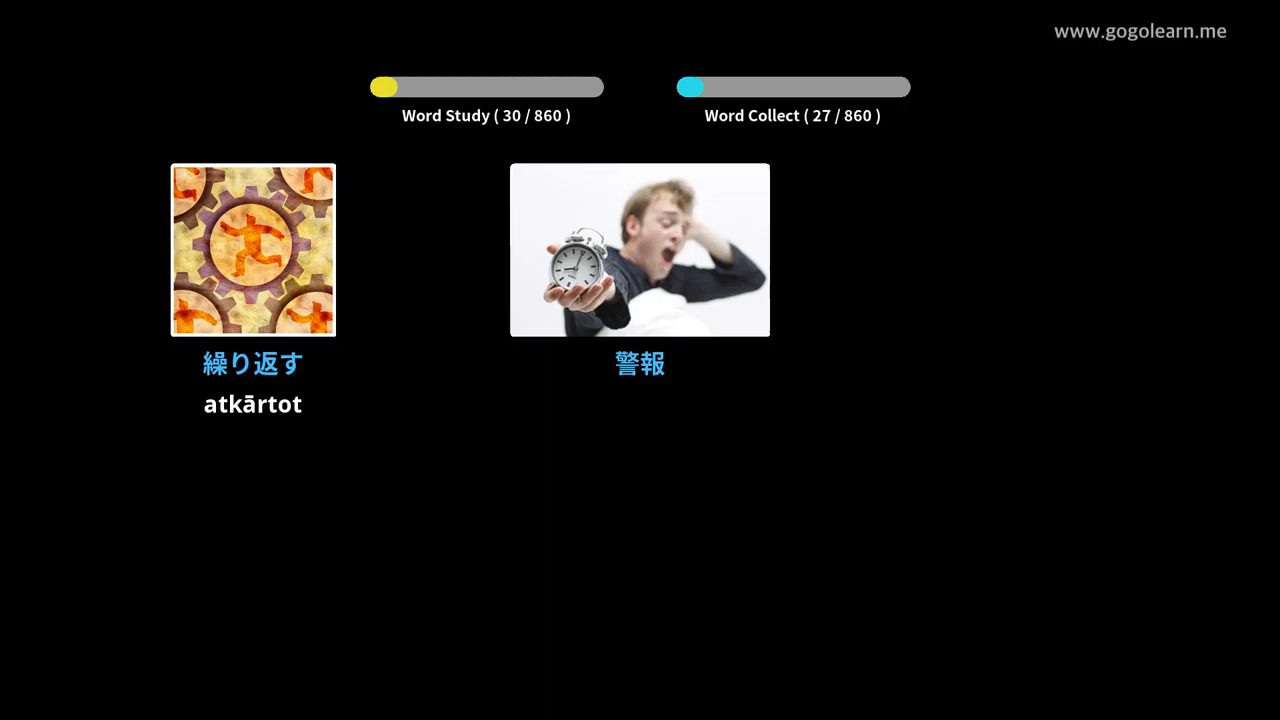 www.gogolearn.me
Word Study ( 30 / 860 )
Word Collect ( 27 / 860 )
繰り返す
警報
atkārtot